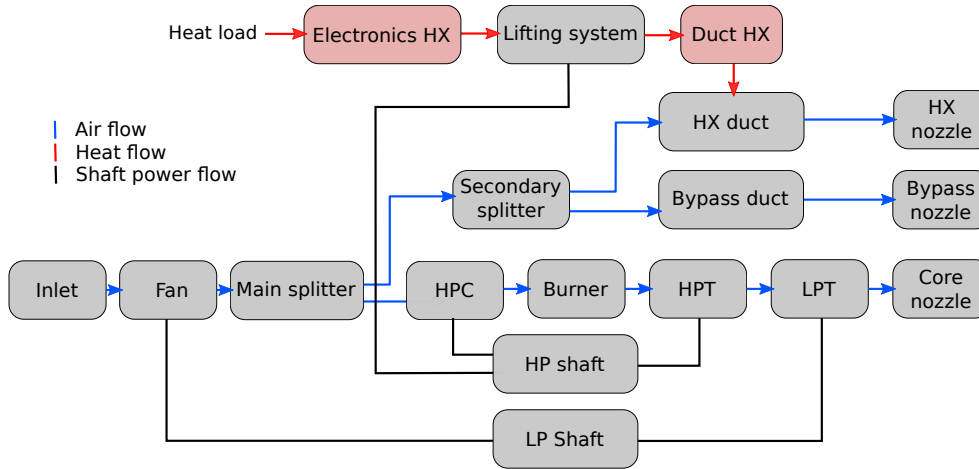 Heat load
Electronics HX
Lifting system
Duct HX
HX duct
HX
nozzle
Air flow
Heat flow
Shaft power flow
Secondary
splitter
Bypass duct
Bypass
nozzle
Inlet
Fan
Main splitter
HPC
Burner
HPT
LPT
Core
nozzle
HP shaft
LP Shaft